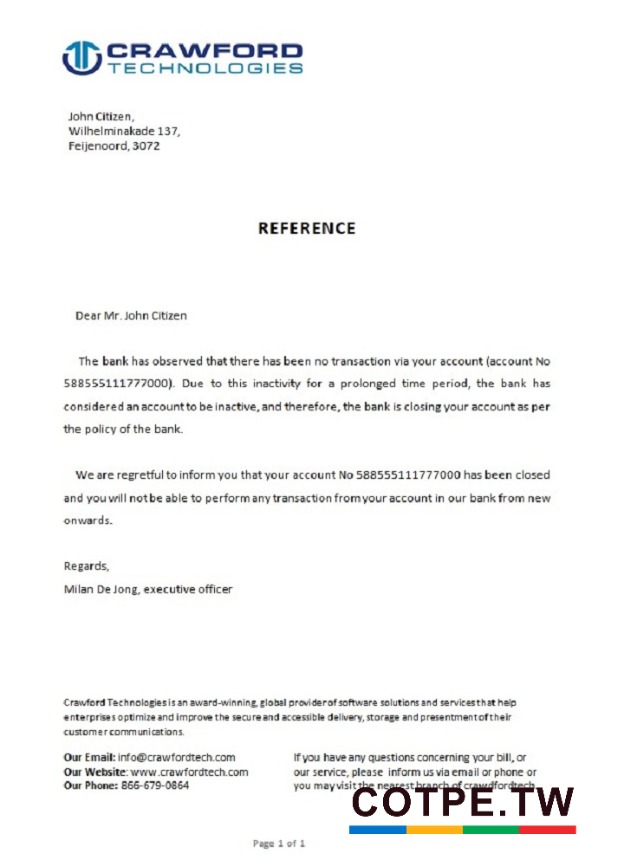 CRAWFORD
TECHNOLOGIES
John Citizen,
Wilhelminakade 137,
Feijenoord, 3072
REFERENCE
Dear Mr. John Citizen
The bank has observed that there has been no transaction via your account (account No
588555111777000). Due to this inactivity for a prolonged time period, the bank has
considered an account to be inactive, and therefore, the bank is closing your account as per
the policy of the bank.
We are regretful to inform you that your account No 588555111777000 has been closed
and you will not be able to perform any transaction from your account in our bank from new
onwards.
Regards,
Milan De Jong, executive officer
Crawford Technologies is an award-winning, global provider of software solutions and services that help
enterprises optimize and improve the secure and accessible delivery, storage and presentment of their
customer communications.
Our Email: info@crawfordtech.com
Our Website: www.crawfordtech.com
Our Phone: 866-679-0864
If you have any questions concerning your bill, or
our service, please inform us via email or phone or
you may visit the nearest branch of crawdfordtech
COTPE.TW
Page 1 of 1